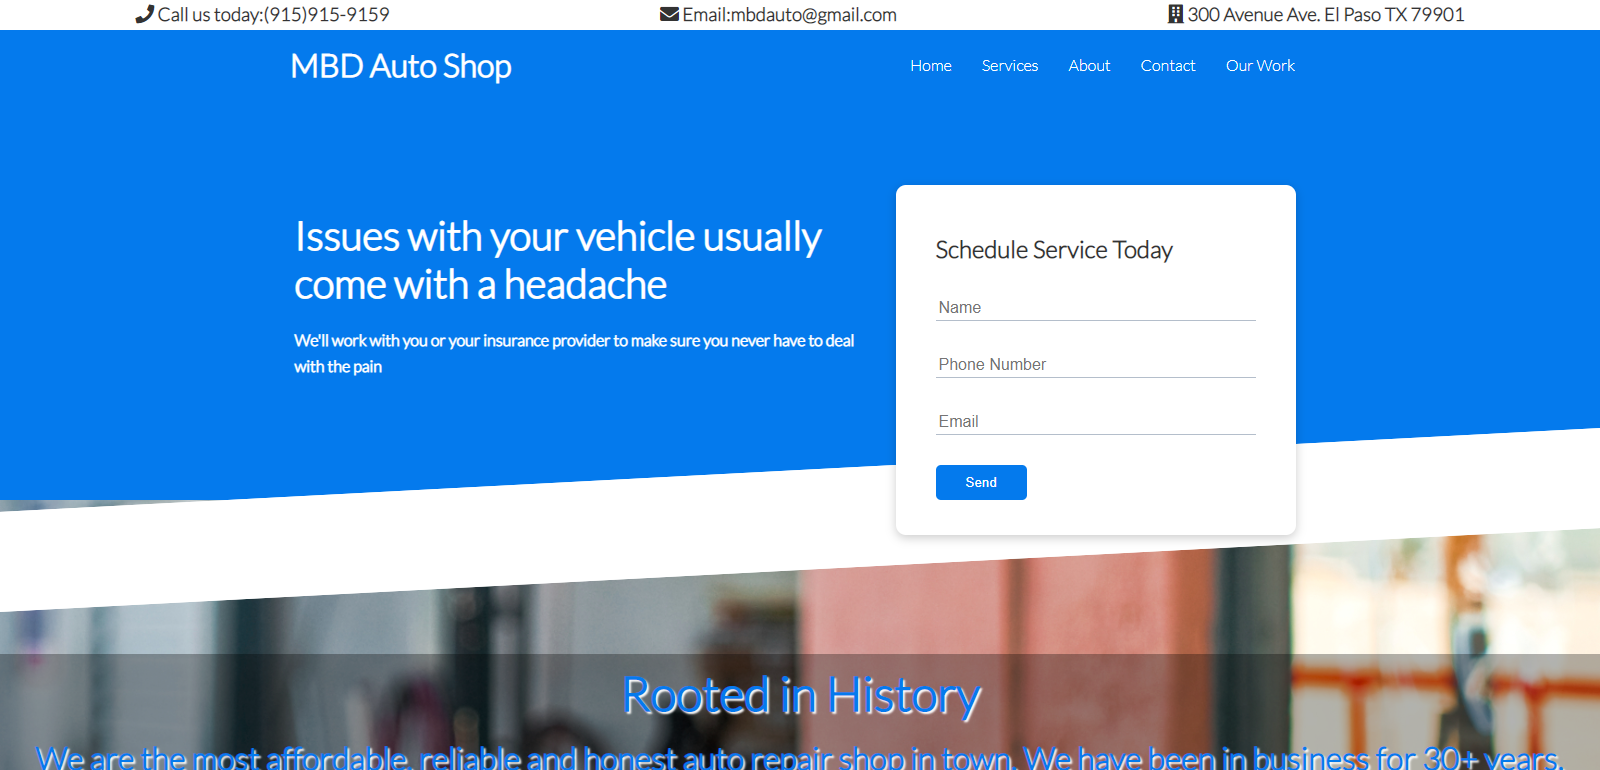 Call us today:(915)915-9159
Email:mbdauto@gmail.com
300 Avenue Ave. El Paso TX 79901
MBD Auto Shop
Home
Services
About
Contact
Our Work
Issues with your vehicle usually
come with a headache
We'll work with you or your insurance provider to make sure you never have to deal
with the pain
Schedule Service Today
Name
Phone Number
Email
Send
Rooted in History
We are the most affordable, reliable and honest auto repair shop in town. We have been in business for 30+ years.